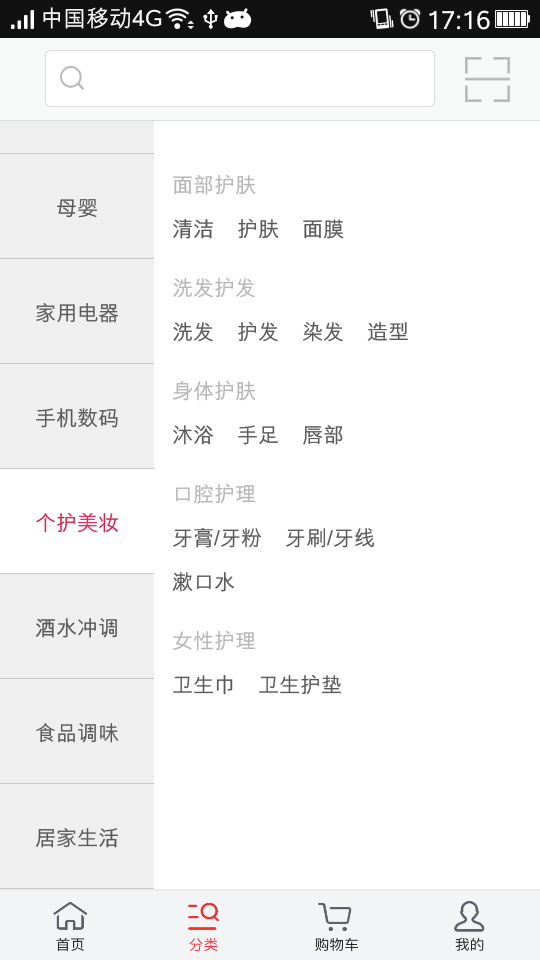 中国移动4G 17:16
母婴
家用电器
手机数码
个护美妆
酒水冲调
食品调味
居家生活
面部护肤
清洁 护肤 面膜
洗发护发
洗发 护发 染发 造型
身体护肤
沐浴 手足 唇部
口腔护理
牙膏/牙粉 牙刷/牙线
漱口水
女性护理
卫生巾 卫生护垫
首页 分类 购物车 我的